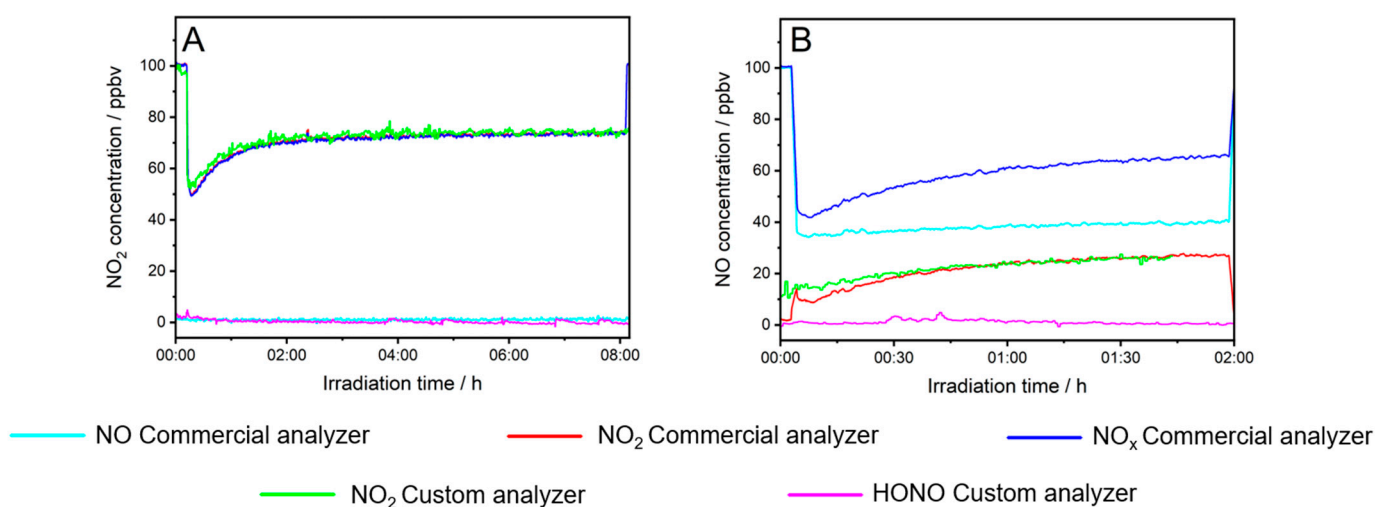 A
NO₂ concentration / ppbv
100
80
60
40
20
0
00:00 02:00 04:00 06:00 08:00
Irradiation time / h
B
NO concentration / ppbv
100
80
60
40
20
0
00:00 00:30 01:00 01:30 02:00
Irradiation time / h
NO Commercial analyzer NO₂ Commercial analyzer NOₓ Commercial analyzer
NO₂ Custom analyzer HONO Custom analyzer